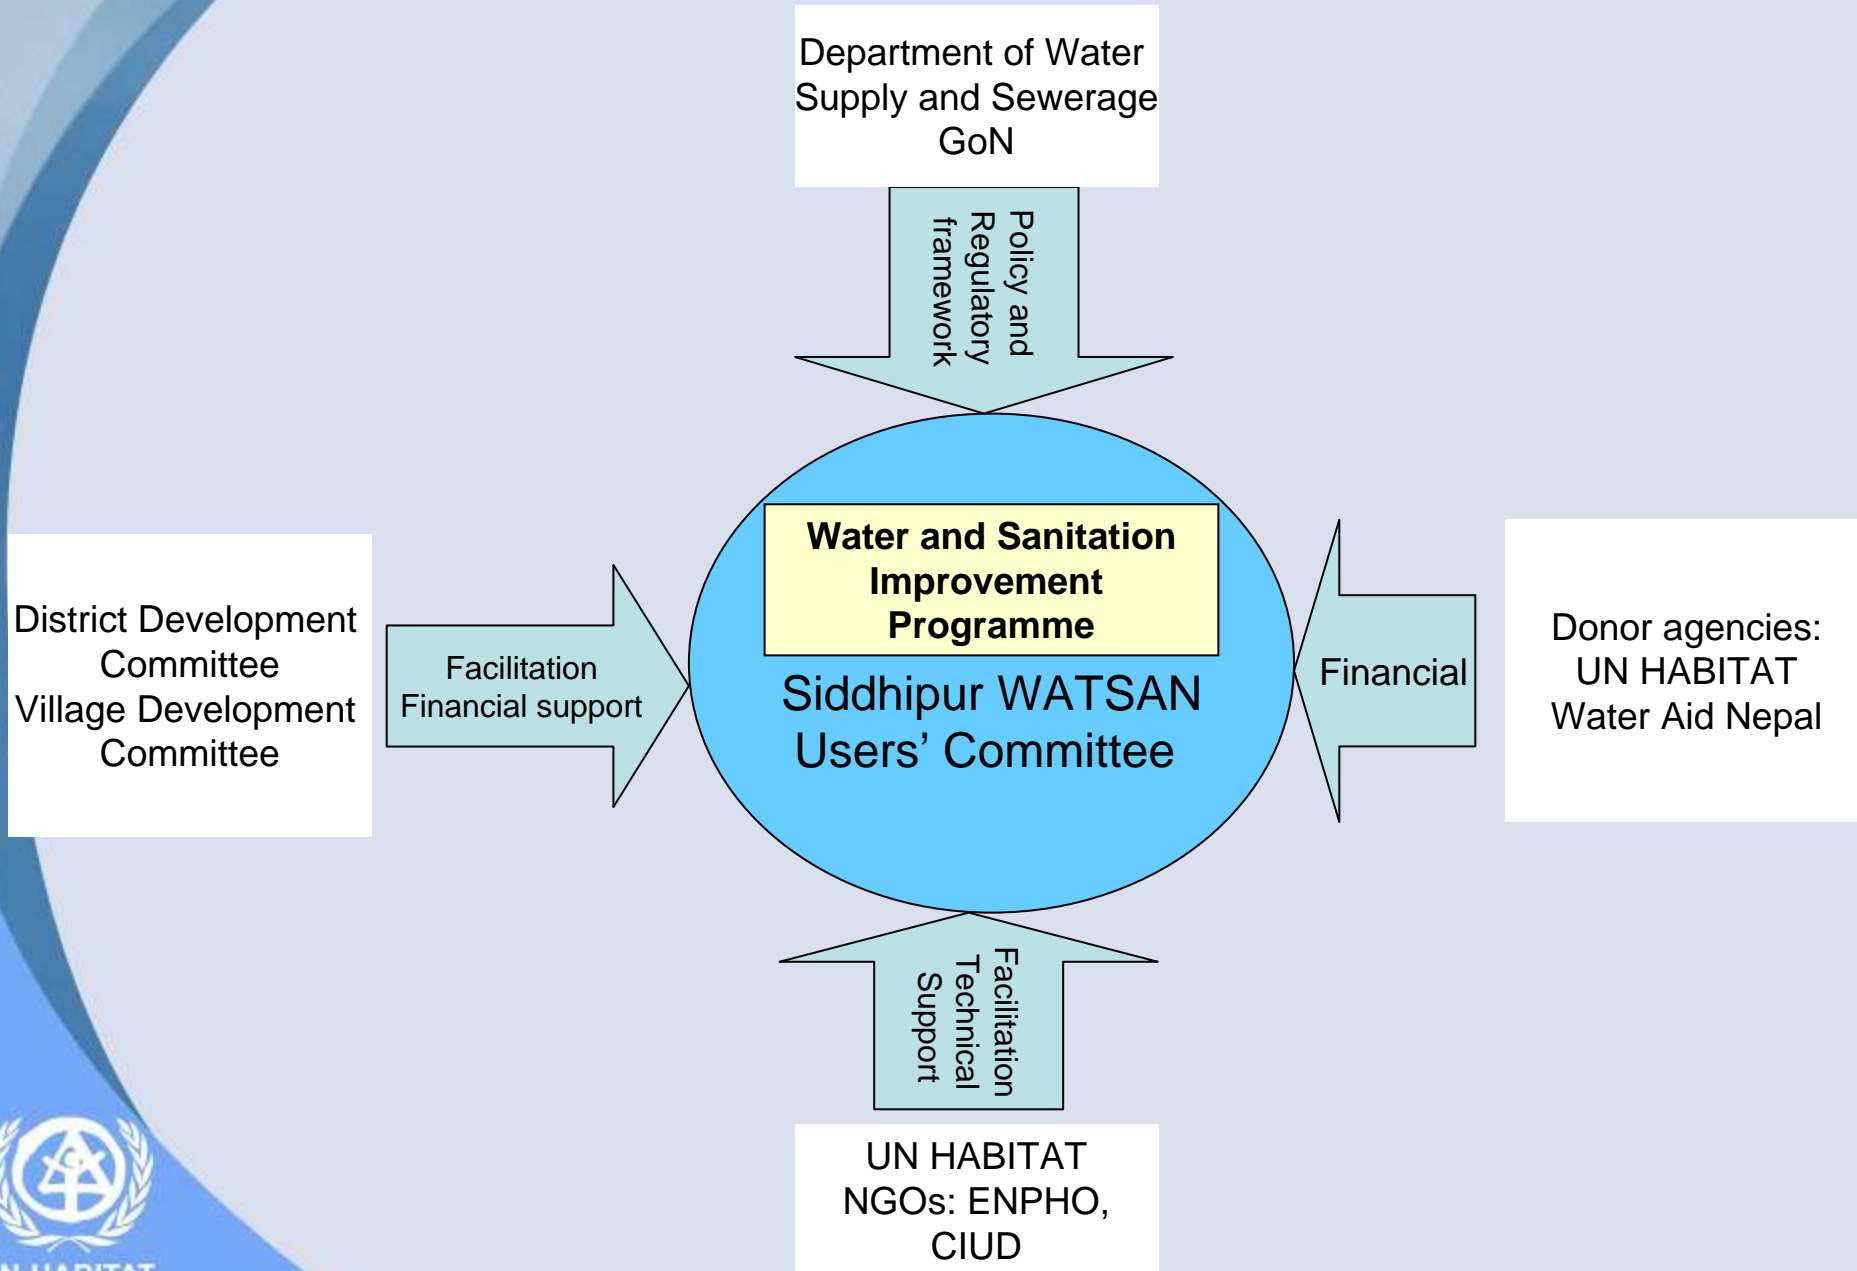 Department of Water
Supply and Sewerage
GoN
Policy and
Regulatory
framework
Water and Sanitation
Improvement
Programme
Siddhipur WATSAN
Users’ Committee
District Development
Committee
Village Development
Committee
Facilitation
Financial support
Financial
Donor agencies:
UN HABITAT
Water Aid Nepal
Facilitation
Technical
Support
UN HABITAT
NGOs: ENPHO,
CIUD